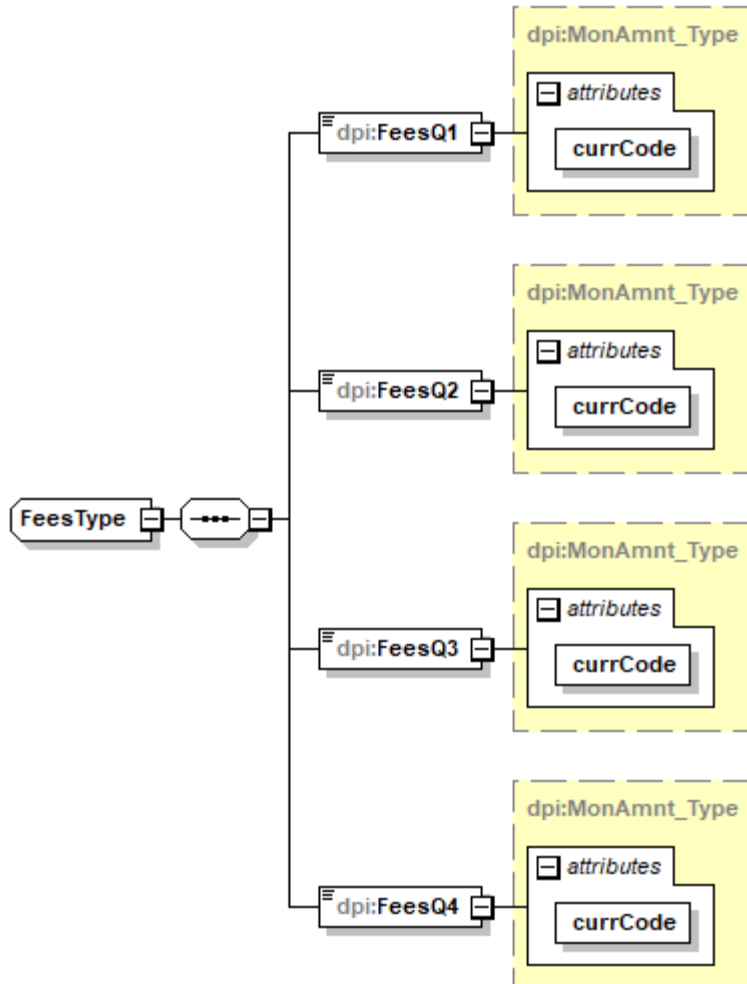 dpi:MonAmnt_Type
attributes
dpi:FeesQ1
currCode
dpi:MonAmnt_Type
attributes
dpi:FeesQ2
currCode
FeesType
dpi:MonAmnt_Type
attributes
dpi:FeesQ3
currCode
dpi:MonAmnt_Type
attributes
dpi:FeesQ4
currCode